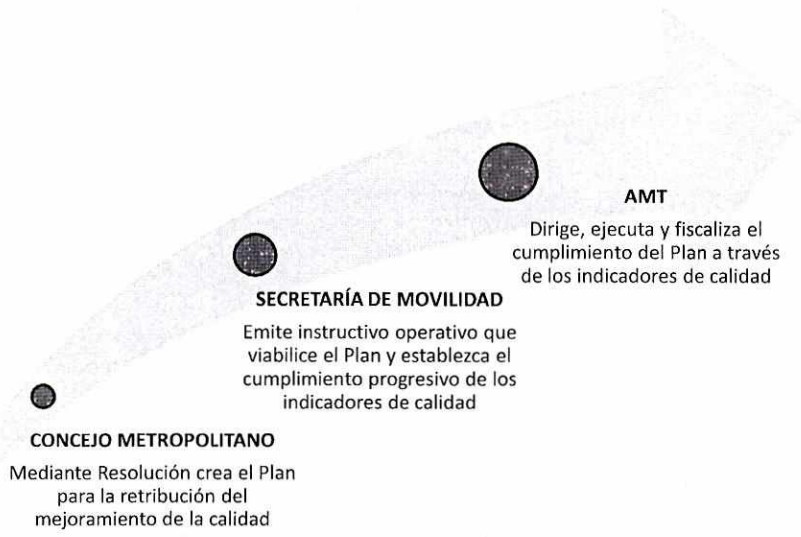 AMT
Dirige, ejecuta y fiscaliza el
cumplimiento del Plan a través
de los indicadores de calidad
SECRETARÍA DE MOVILIDAD
Emite instructivo operativo que
viabilice el Plan y establezca el
cumplimiento progresivo de los
indicadores de calidad
CONCEJO METROPOLITANO
Mediante Resolución crea el Plan
para la retribución del
mejoramiento de la calidad